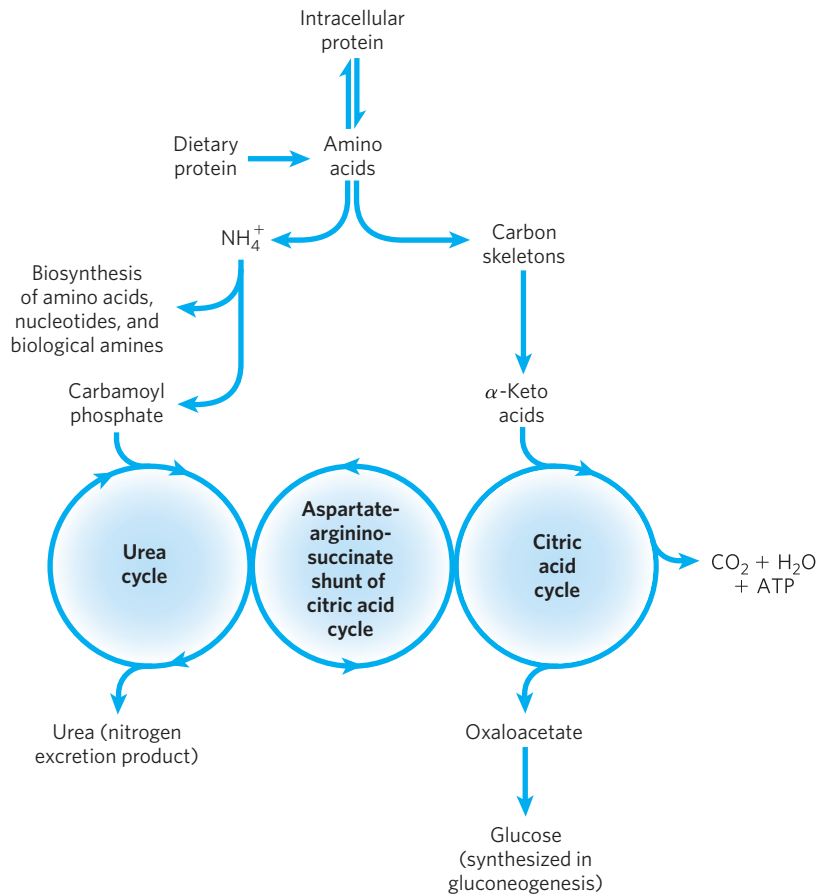 Intracellular
protein
Dietary
protein
Amino
acids
NH₄⁺
Carbon
skeletons
Biosynthesis
of amino acids,
nucleotides, and
biological amines
Carbamoyl
phosphate
α-Keto
acids
Urea
cycle
Aspartate-
arginino-
succinate
shunt of
citric acid
cycle
Citric
acid
cycle
CO₂ + H₂O
+ ATP
Urea (nitrogen
excretion product)
Oxaloacetate
Glucose
(synthesized in
gluconeogenesis)